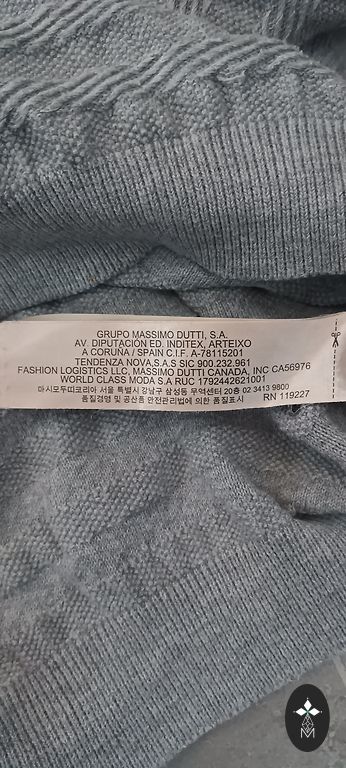 GRUPO MASSIMO DUTTI, S.A.
AV. DIPUTACIÓN ED. INDITEX, ARTEIXO
A CORUÑA / SPAIN C.I.F. A-78115201
TENDENZA NOVA S.A.S SIC 900.232.961
FASHION LOGISTICS LLC, MASSIMO DUTTI CANADA, INC CA56976
WORLD CLASS MODA S.A RUC 1792442621001
마시모두띠코리아 서울 특별시 강남구 삼성동 무역센터 20층 02 3413 9800
품질경영 및 공산품 안전관리법에 의한 품질표시 RN 119227
M